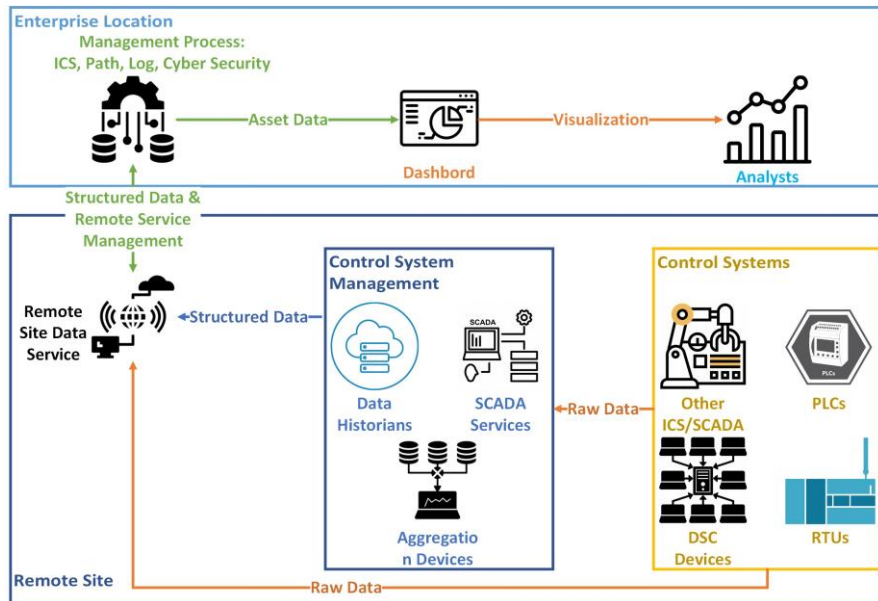 Enterprise Location
Management Process:
ICS, Path, Log, Cyber Security
Asset Data
Visualization
Dashbord
Analysts
Structured Data &
Remote Service
Management
Control System
Management
Control Systems
Remote
Site Data
Service
Structured Data
SCADA
PLCs
Data
Historians
SCADA
Services
Raw Data
Other
ICS/SCADA
PLCs
Aggregatio
n Devices
DSC
Devices
RTUs
Remote Site
Raw Data